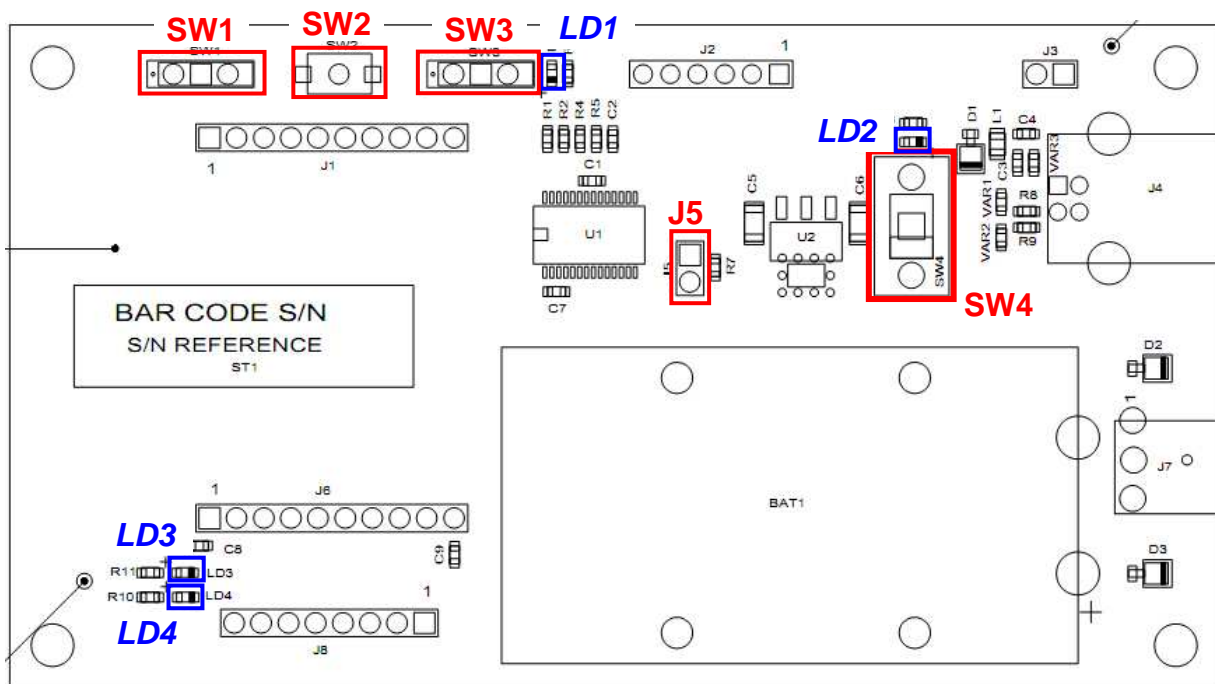 SW1
SW2
SW3
LD1
SW1
SW2
J2
1
J3
R1
R2
R4
R5
C2
LD2
D1
L1
C4
1
J1
C1
C5
C6
C3
VAR3
VAR1
R8
J4
U1
J5
U2
VAR2
R9
R7
SW4
C7
SW4
BAR CODE S/N
S/N REFERENCE
ST1
D2
1
J7
BAT1
1
J6
LD3
C8
C9
R11
+
LD3
D3
R10
+
LD4
1
LD4
J8
+